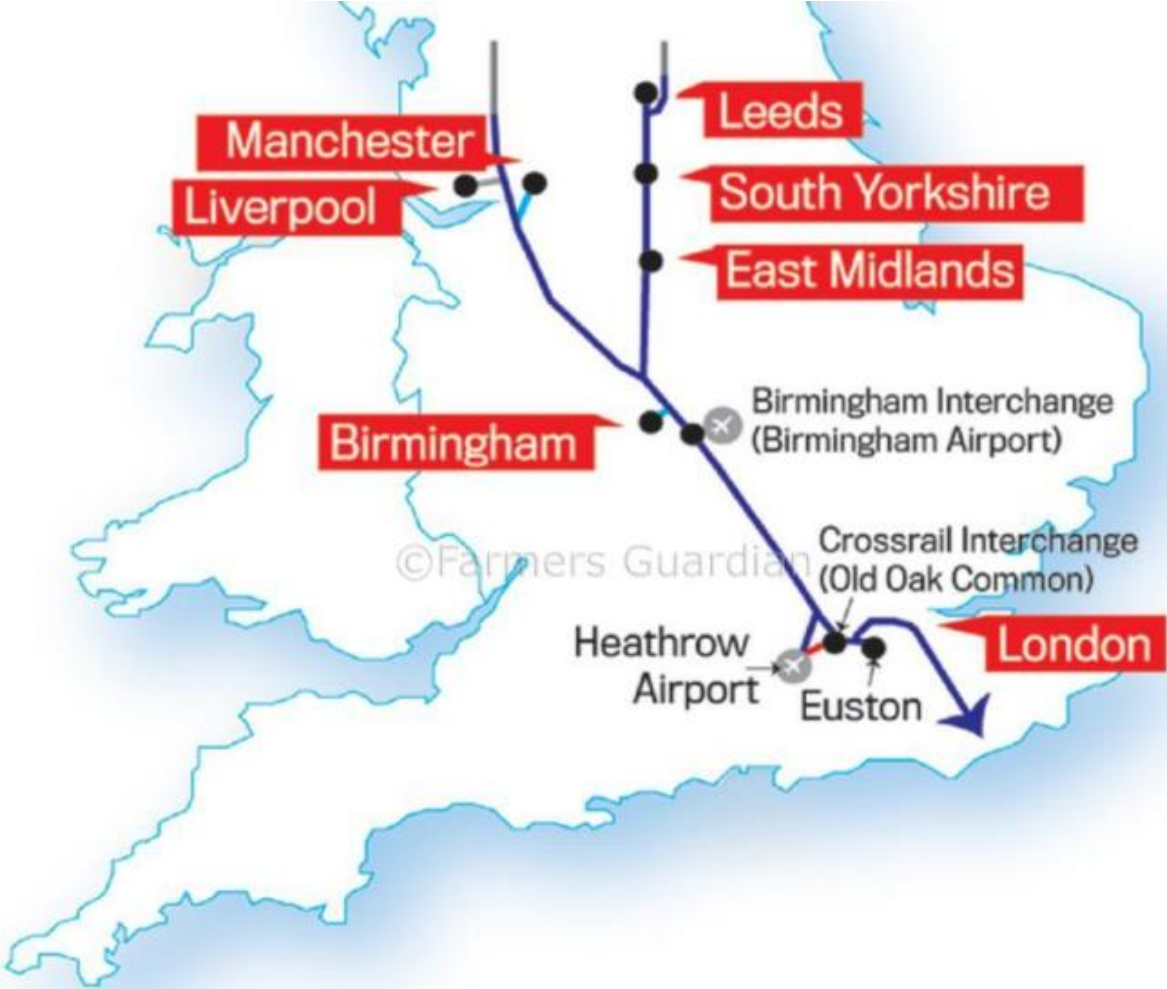 Leeds
Manchester
South Yorkshire
Liverpool
East Midlands
Birmingham Interchange
(Birmingham Airport)
Birmingham
©Farmers Guardian
Crossrail Interchange
(Old Oak Common)
Heathrow
Airport
London
Euston